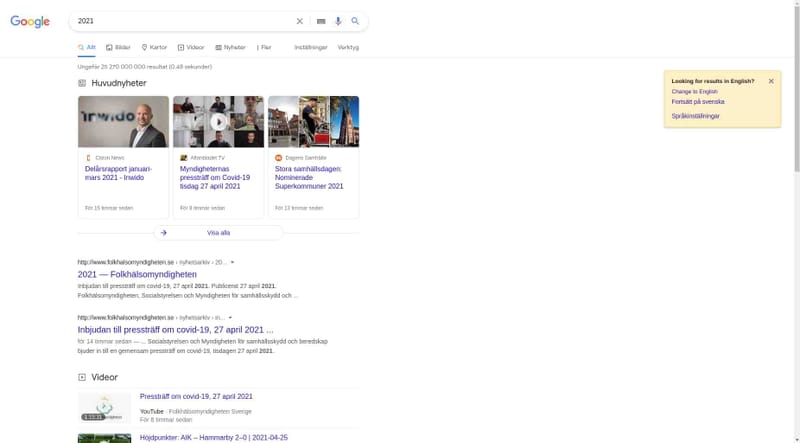 Google
2021
Allt
Bilder
Kartor
Videor
Nyheter
Fler
Inställningar
Verktyg
Ungefär 25 270 000 000 resultat (0,48 sekunder)
Looking for results in English?
Change to English
Fortsätt på svenska
Språkinställningar
Huvudnyheter
inwido
Cision News
Delårsrapport januari-
mars 2021 - Inwido
För 15 timmar sedan
Aftonbladet TV
Myndigheternas
pressträff om Covid-19
tisdag 27 april 2021
För 8 timmar sedan
Dagens Samhälle
Stora samhällsdagen:
Nominerade
Superkommuner 2021
För 13 timmar sedan
Visa alla
http://www.folkhalsomyndigheten.se › nyhetsarkiv › 20...
2021 — Folkhälsomyndigheten
Inbjudan till pressträff om covid-19, 27 april 2021. Publicerat 27 april 2021.
Folkhälsomyndigheten, Socialstyrelsen och Myndigheten för samhällsskydd och ...
http://www.folkhalsomyndigheten.se › nyhetsarkiv › in...
Inbjudan till pressträff om covid-19, 27 april 2021 ...
för 14 timmar sedan — ... Socialstyrelsen och Myndigheten för samhällsskydd och beredskap
bjuder in till en gemensam pressträff om covid-19, tisdagen 27 april 2021.
Videor
Pressträff om covid-19, 27 april 2021
YouTube · Folkhälsomyndigheten Sverige
För 8 timmar sedan
Höjdpunkter: AIK – Hammarby 2–0 | 2021-04-25